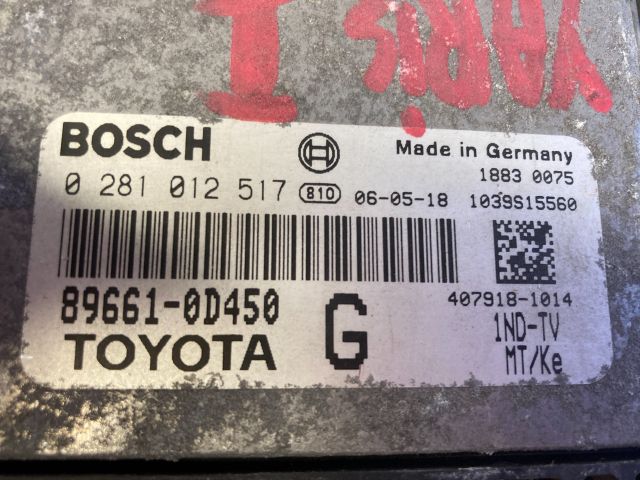 YARIS I
BOSCH
Made in Germany
1883 0075
0 281 012 517 810 06-05-18 1039S15560
407918-1014
89661-0D450 G 1ND-TV
TOYOTA MT/Ke